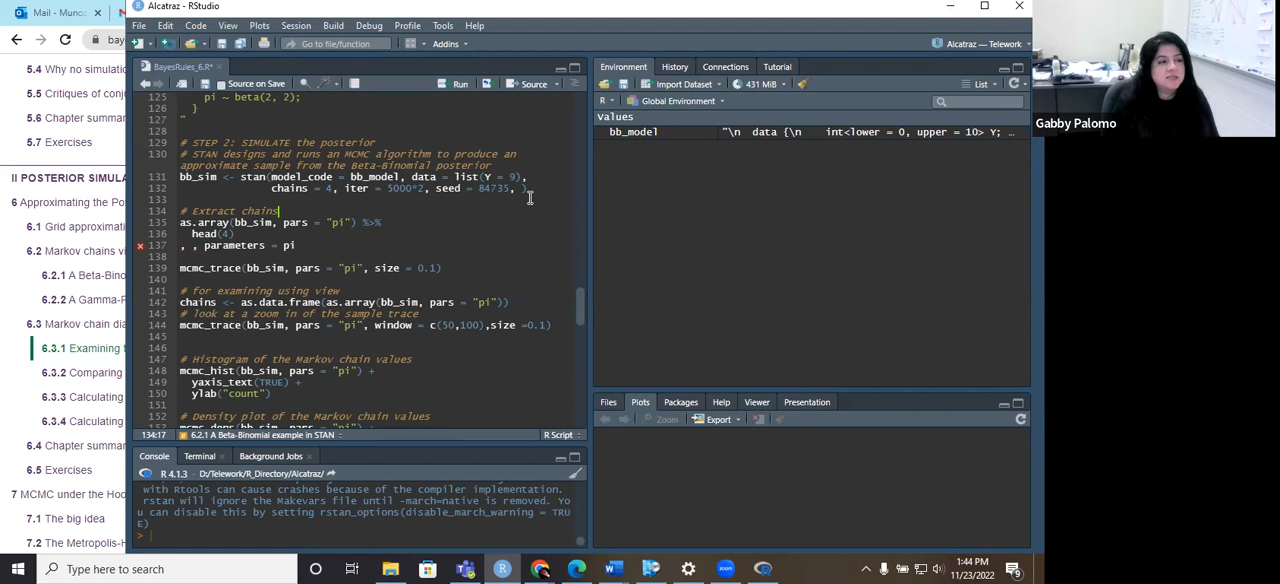 Mail - Muno
Alcatraz - RStudio
bay
File Edit Code View Plots Session Build Debug Profile Tools Help
Go to file/function
Addins
Alcatraz — Telework
5.4 Why no simulatio
5.5 Critiques of conj
5.6 Chapter summa
5.7 Exercises
II POSTERIOR SIMULAT
6 Approximating the Po
6.1 Grid approximat
6.2 Markov chains vi
6.2.1 A Beta-Bino
6.2.2 A Gamma-P
6.3 Markov chain dia
6.3.1 Examining t
6.3.2 Comparing
6.3.3 Calculating
6.3.4 Calculating
6.4 Chapter summar
6.5 Exercises
7 MCMC under the Hoo
7.1 The big idea
7.2 The Metropolis-H
BayesRules_6.R*
Source on Save
Run
Source
125 pi ~ beta(2, 2);
126 }
127 "
128
129 # STEP 2: SIMULATE the posterior
130 # STAN designs and runs an MCMC algorithm to produce an
approximate sample from the Beta-Binomial posterior
131 bb_sim <- stan(model_code = bb_model, data = list(Y = 9),
132 chains = 4, iter = 5000*2, seed = 84735, )
133
134 # Extract chains
135 as.array(bb_sim, pars = "pi") %>%
136 head(4)
137 , , parameters = pi
138
139 mcmc_trace(bb_sim, pars = "pi", size = 0.1)
140
141 # for examining using view
142 chains <- as.data.frame(as.array(bb_sim, pars = "pi"))
143 # look at a zoom in of the sample trace
144 mcmc_trace(bb_sim, pars = "pi", window = c(50,100),size =0.1)
145
146
147 # Histogram of the Markov chain values
148 mcmc_hist(bb_sim, pars = "pi") +
149 yaxis_text(TRUE) +
150 ylab("count")
151
152 # Density plot of the Markov chain values
153 mcmc_dens(bb_sim, pars = "pi") +
134:17 6.2.1 A Beta-Binomial example in STAN
R Script
Console Terminal Background Jobs
R 4.1.3 · D:/Telework/R_Directory/Alcatraz/
with Rtools can cause crashes because of the compiler implementation.
rstan will ignore the Makevars file until -march=native is removed. Yo
u can disable this by setting rstan_options(disable_march_warning = TRU
E)
>
Environment History Connections Tutorial
Import Dataset 431 MiB List
R Global Environment
Values
bb_model "\n data {\n int<lower = 0, upper = 10> Y; …
Files Plots Packages Help Viewer Presentation
Zoom Export
Gabby Palomo
Type here to search
1:44 PM
11/23/2022